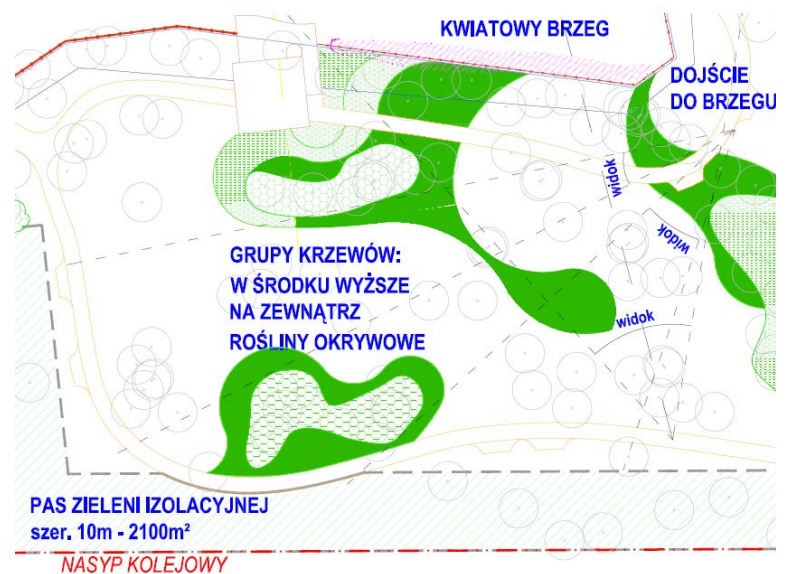 KWIATOWY BRZEG
DOJŚCIE
DO BRZEGU
widok
widok
GRUPY KRZEWÓW:
W ŚRODKU WYŻSZE
NA ZEWNĄTRZ
ROŚLINY OKRYWOWE
widok
PAS ZIELENI IZOLACYJNEJ
szer. 10m - 2100m²
NASYP KOLEJOWY